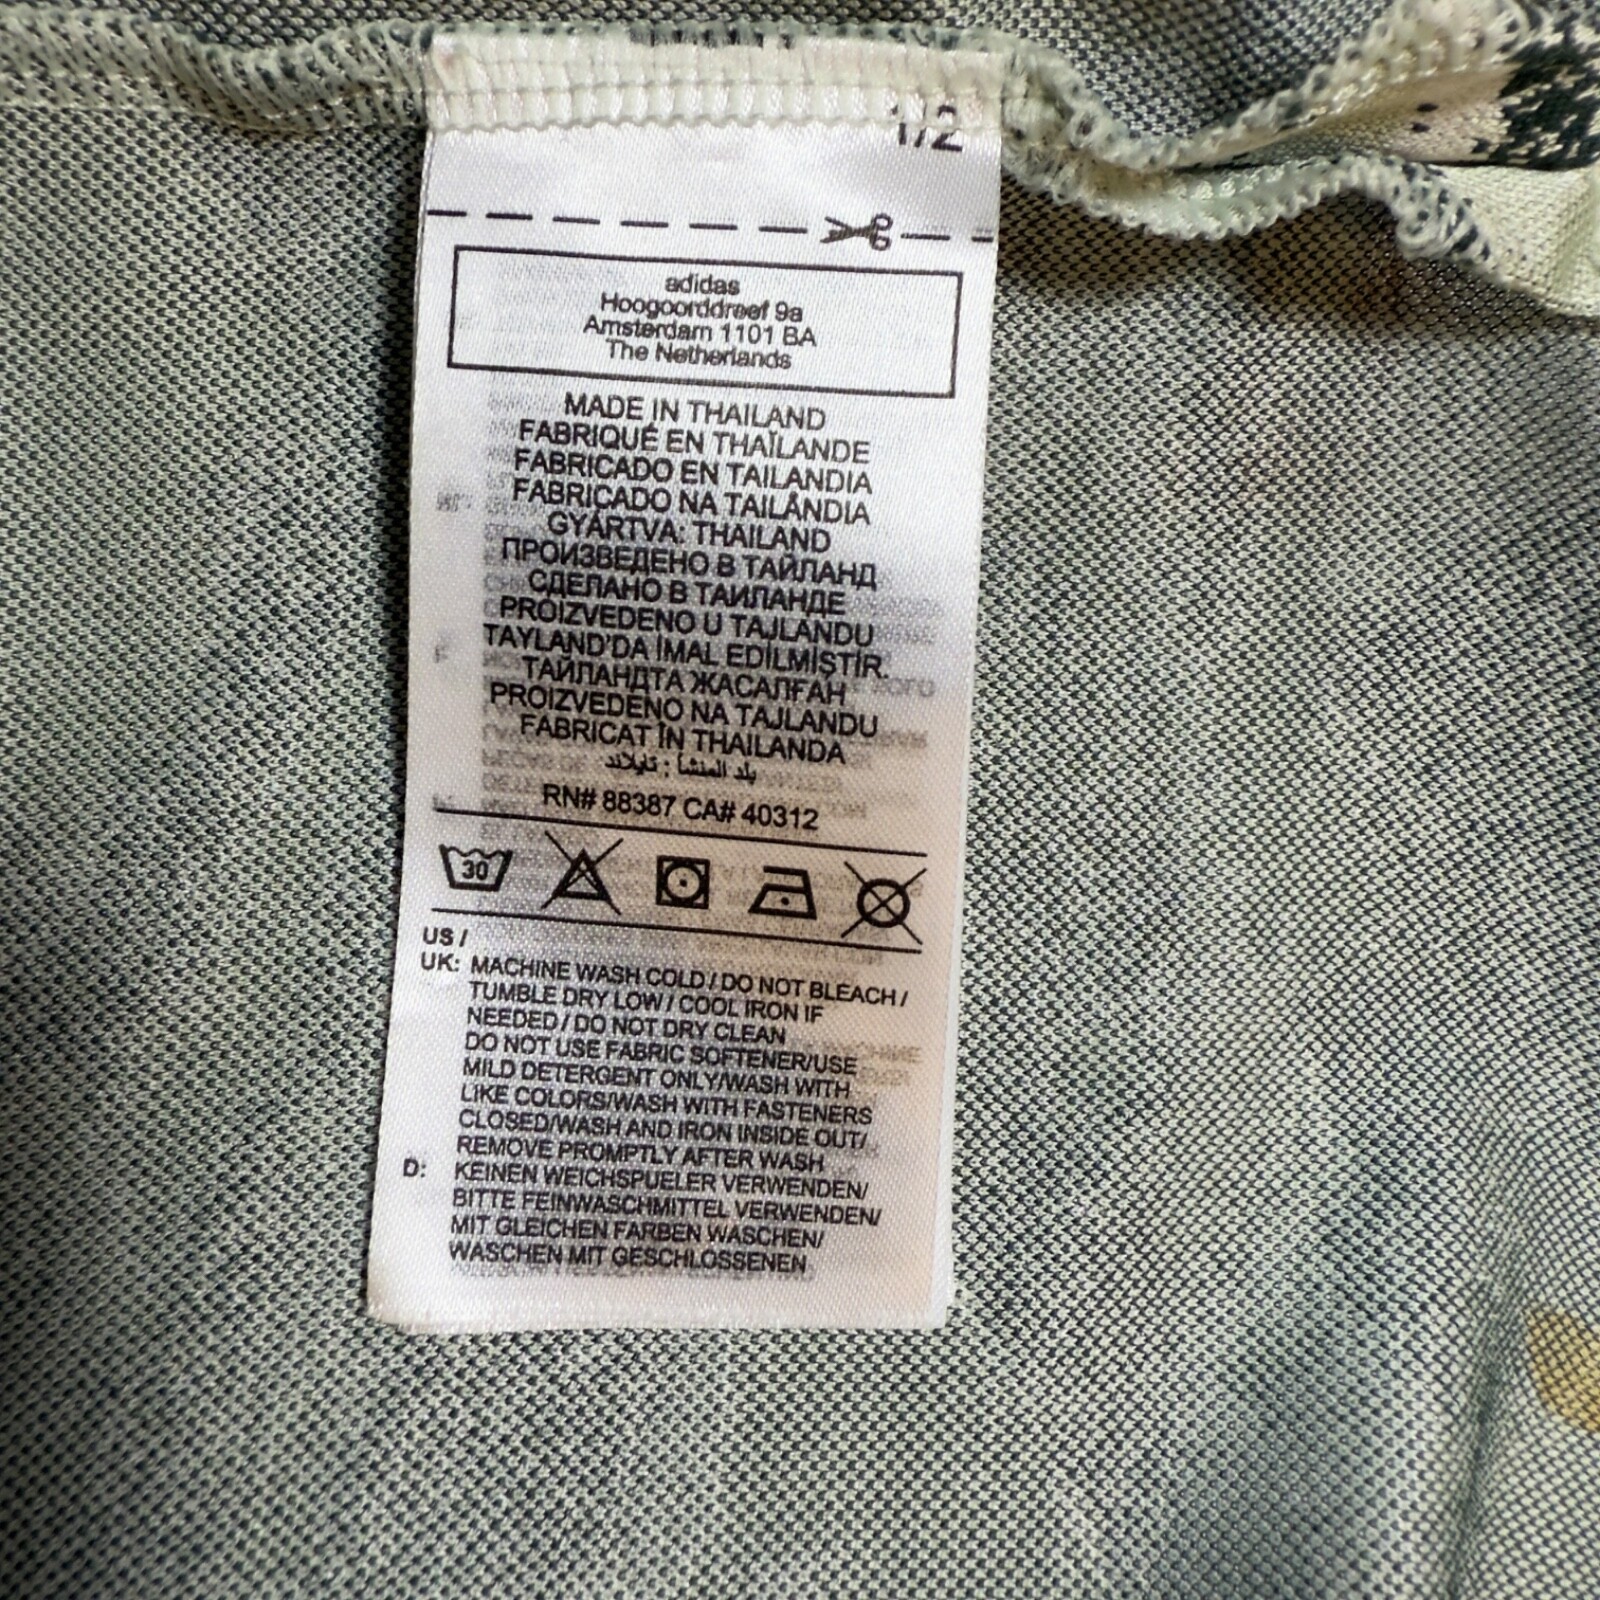 1/2
adidas
Hoogoorddreef 9a
Amsterdam 1101 BA
The Netherlands
MADE IN THAILAND
FABRIQUÉ EN THAÏLANDE
FABRICADO EN TAILANDIA
FABRICADO NA TAILÂNDIA
GYÁRTVA: THAILAND
ПРОИЗВЕДЕНО В ТАЙЛАНД
СДЕЛАНО В ТАИЛАНДЕ
PROIZVEDENO U TAJLANDU
TAYLAND'DA İMAL EDİLMİŞTİR.
ТАЙЛАНДТА ЖАСАЛҒАН
PROIZVEDENO NA TAJLANDU
FABRICAT ÎN THAILANDA
بلد المنشأ : تايلاند
RN# 88387 CA# 40312
30
US /
UK: MACHINE WASH COLD / DO NOT BLEACH /
TUMBLE DRY LOW / COOL IRON IF
NEEDED / DO NOT DRY CLEAN
DO NOT USE FABRIC SOFTENER/USE
MILD DETERGENT ONLY/WASH WITH
LIKE COLORS/WASH WITH FASTENERS
CLOSED/WASH AND IRON INSIDE OUT/
REMOVE PROMPTLY AFTER WASH
D: KEINEN WEICHSPUELER VERWENDEN/
BITTE FEINWASCHMITTEL VERWENDEN/
MIT GLEICHEN FARBEN WASCHEN/
WASCHEN MIT GESCHLOSSENEN